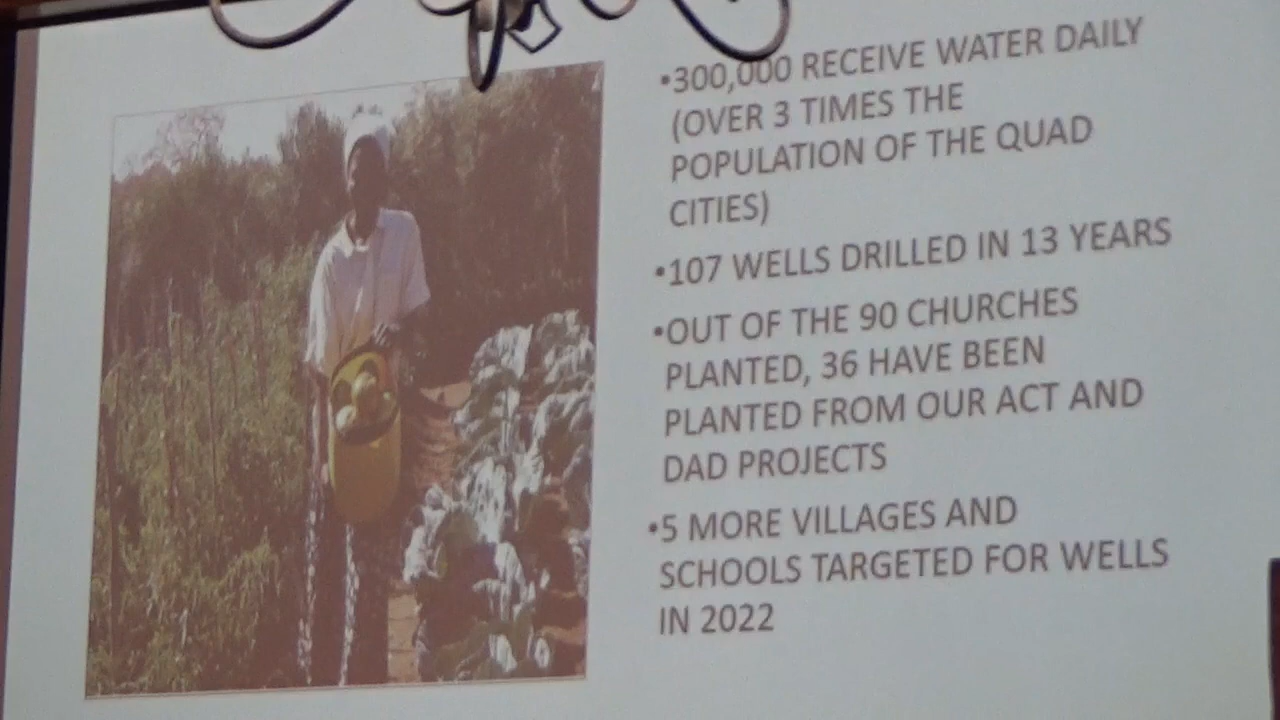 •300,000 RECEIVE WATER DAILY
(OVER 3 TIMES THE
POPULATION OF THE QUAD
CITIES)
•107 WELLS DRILLED IN 13 YEARS
•OUT OF THE 90 CHURCHES
PLANTED, 36 HAVE BEEN
PLANTED FROM OUR ACT AND
DAD PROJECTS
•5 MORE VILLAGES AND
SCHOOLS TARGETED FOR WELLS
IN 2022